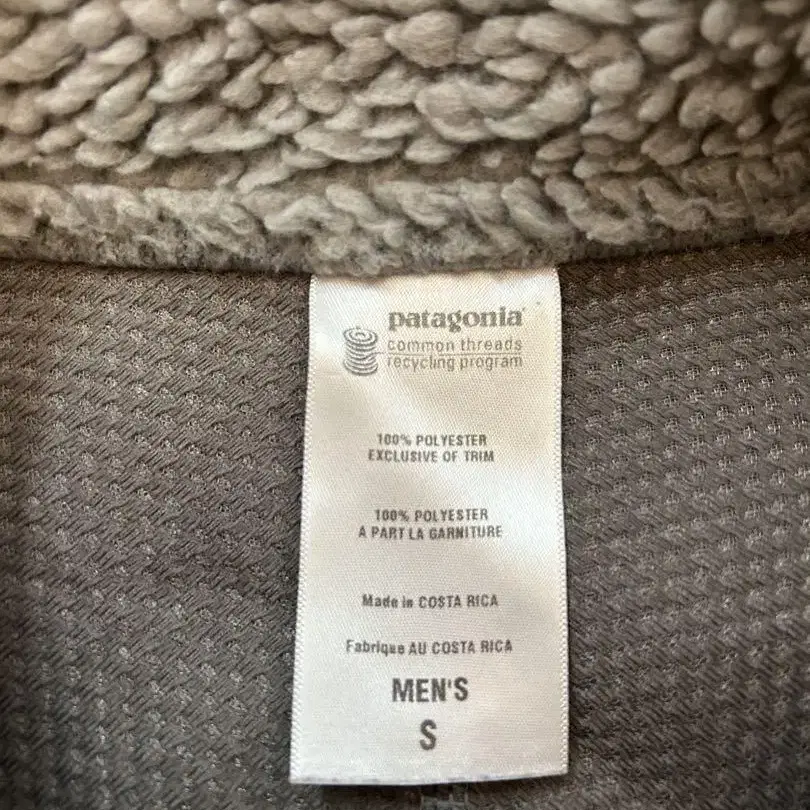 patagonia
common threads
recycling program
100% POLYESTER
EXCLUSIVE OF TRIM
100% POLYESTER
A PART LA GARNITURE
Made in COSTA RICA
Fabrique AU COSTA RICA
MEN'S
S